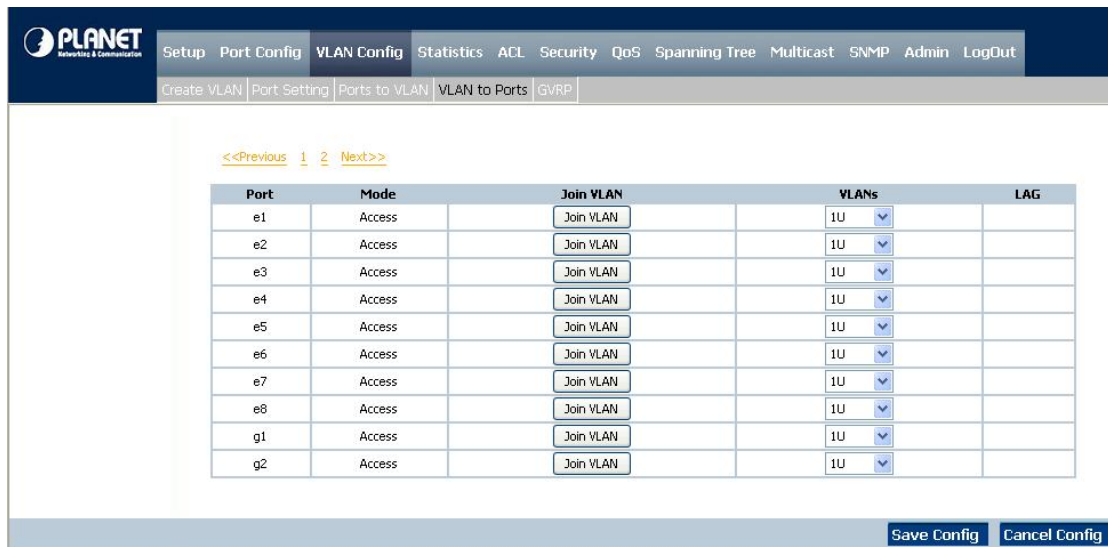 PLANET
Networking & Communication
Setup Port Config VLAN Config Statistics ACL Security QoS Spanning Tree Multicast SNMP Admin LogOut
Create VLAN Port Setting Ports to VLAN VLAN to Ports GVRP
<<Previous 1 2 Next>>
Port Mode Join VLAN VLANs LAG
e1 Access Join VLAN 1U
e2 Access Join VLAN 1U
e3 Access Join VLAN 1U
e4 Access Join VLAN 1U
e5 Access Join VLAN 1U
e6 Access Join VLAN 1U
e7 Access Join VLAN 1U
e8 Access Join VLAN 1U
g1 Access Join VLAN 1U
g2 Access Join VLAN 1U
Save Config Cancel Config